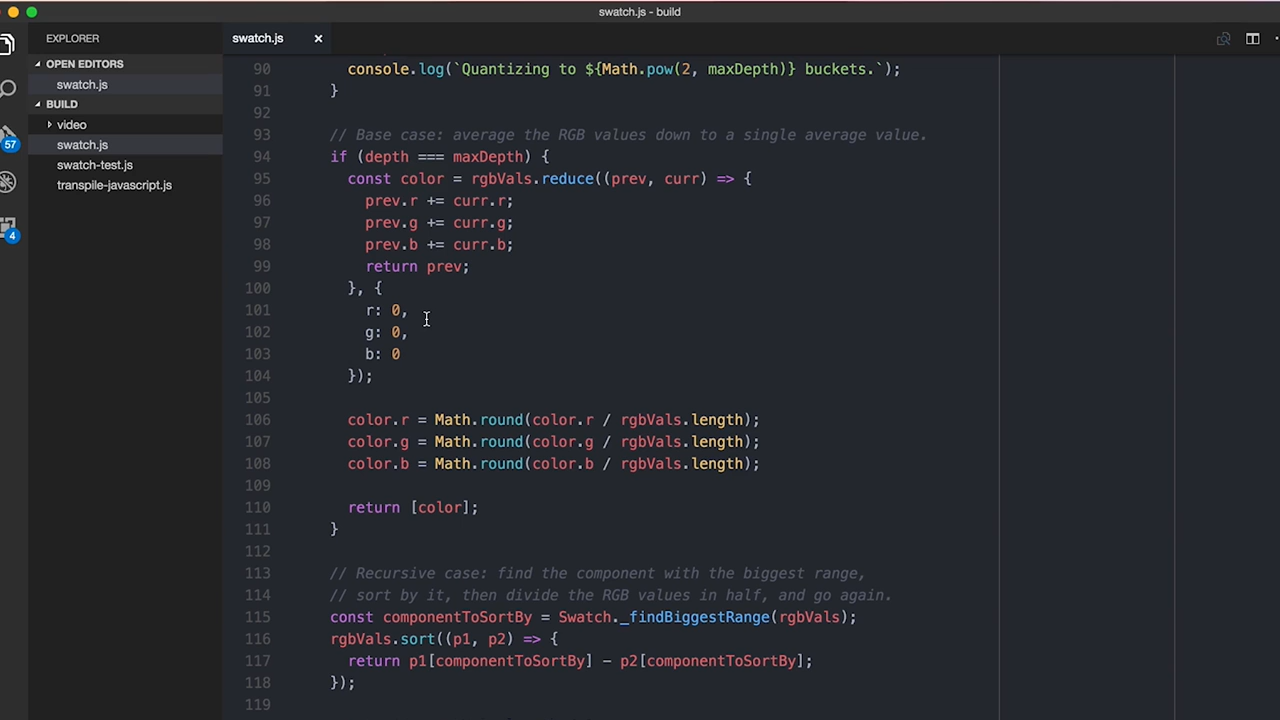 swatch.js - build
EXPLORER
OPEN EDITORS
swatch.js
BUILD
video
swatch.js
swatch-test.js
transpile-javascript.js
57
4
swatch.js ×
90 console.log(`Quantizing to ${Math.pow(2, maxDepth)} buckets.`);
91 }
92
93 // Base case: average the RGB values down to a single average value.
94 if (depth === maxDepth) {
95 const color = rgbVals.reduce((prev, curr) => {
96 prev.r += curr.r;
97 prev.g += curr.g;
98 prev.b += curr.b;
99 return prev;
100 }, {
101 r: 0,
102 g: 0,
103 b: 0
104 });
105
106 color.r = Math.round(color.r / rgbVals.length);
107 color.g = Math.round(color.g / rgbVals.length);
108 color.b = Math.round(color.b / rgbVals.length);
109
110 return [color];
111 }
112
113 // Recursive case: find the component with the biggest range,
114 // sort by it, then divide the RGB values in half, and go again.
115 const componentToSortBy = Swatch._findBiggestRange(rgbVals);
116 rgbVals.sort((p1, p2) => {
117 return p1[componentToSortBy] - p2[componentToSortBy];
118 });
119